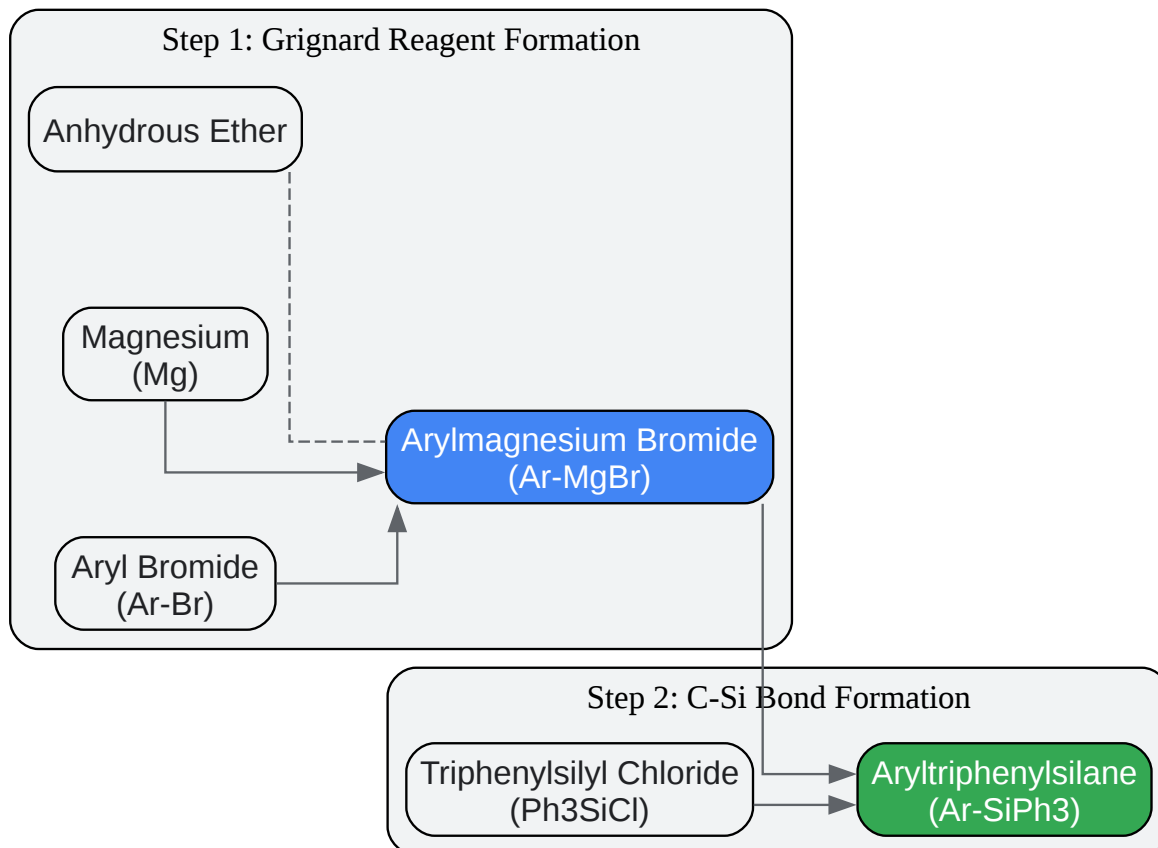 Step 1: Grignard Reagent Formation
Anhydrous Ether
Magnesium
(Mg)
Arylmagnesium Bromide
(Ar-MgBr)
Aryl Bromide
(Ar-Br)
Step 2: C-Si Bond Formation
Triphenylsilyl Chloride
(Ph3SiCl)
Aryltriphenylsilane
(Ar-SiPh3)